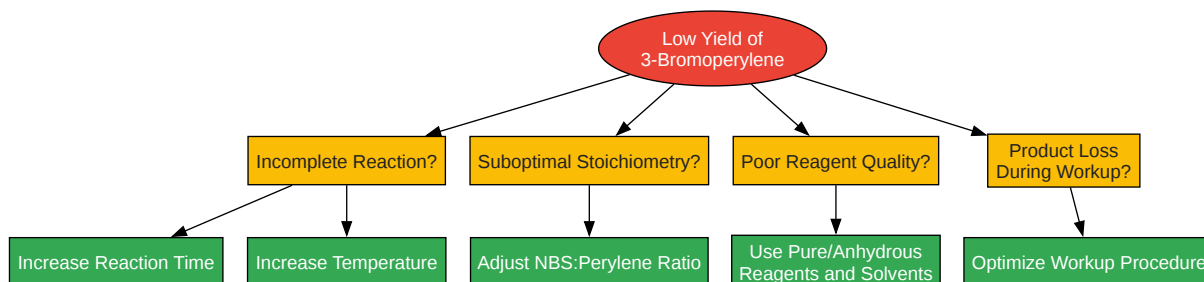 Low Yield of
3-Bromoperylene
Incomplete Reaction?
Suboptimal Stoichiometry?
Poor Reagent Quality?
Product Loss
During Workup?
Increase Reaction Time
Increase Temperature
Adjust NBS:Perylene Ratio
Use Pure/Anhydrous
Reagents and Solvents
Optimize Workup Procedure